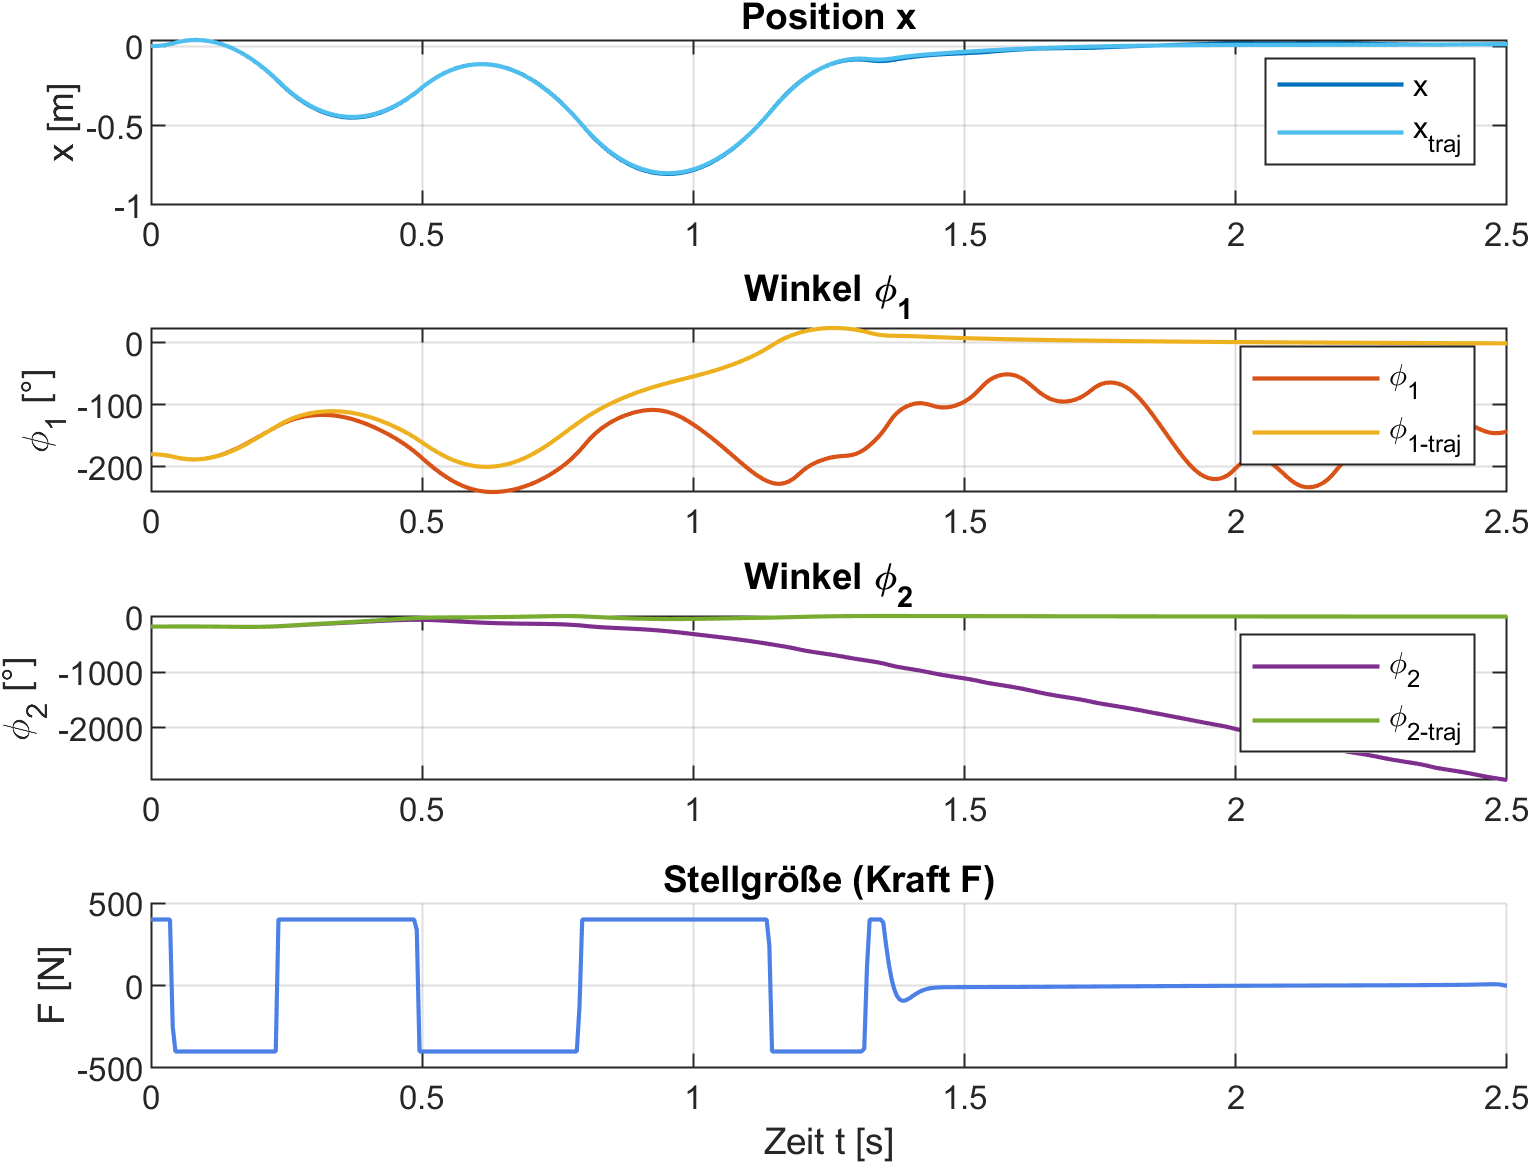 Position x
x [m]
0
-0.5
-1
x
x_traj
0 0.5 1 1.5 2 2.5
Winkel ϕ_1
ϕ_1 [°]
0
-100
-200
ϕ_1
ϕ_1-traj
0 0.5 1 1.5 2 2.5
Winkel ϕ_2
ϕ_2 [°]
0
-1000
-2000
ϕ_2
ϕ_2-traj
0 0.5 1 1.5 2 2.5
Stellgröße (Kraft F)
F [N]
500
0
-500
0 0.5 1 1.5 2 2.5
Zeit t [s]